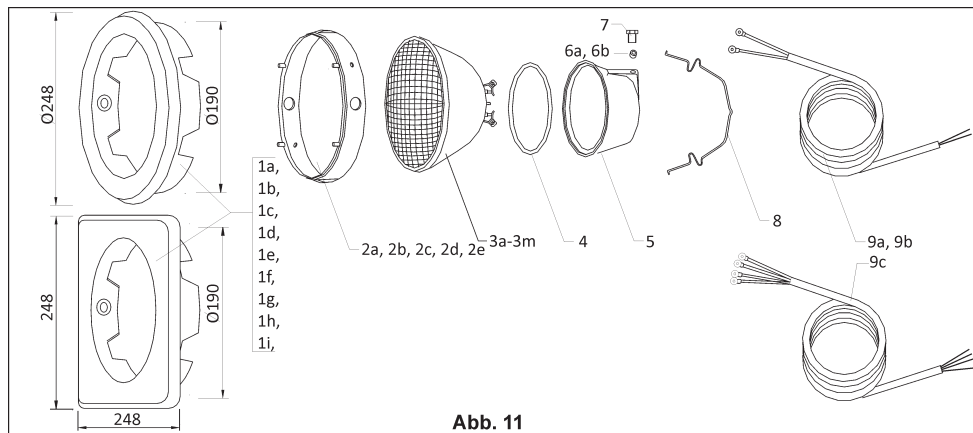 7
6a, 6b
O248
O190
1a,
1b,
1c,
1d,
1e,
1f,
1g,
1h,
1i,
2a, 2b, 2c, 2d, 2e
3a-3m
4
5
8
9a, 9b
9c
248
O190
248
Abb. 11